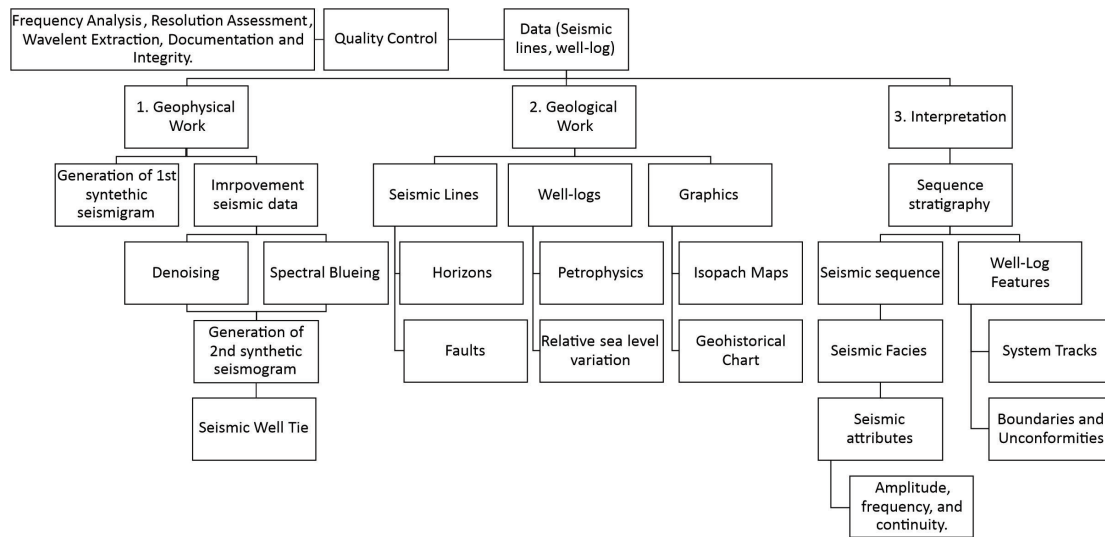 Frequency Analysis, Resolution Assessment,
Wavelent Extraction, Documentation and
Integrity.
Quality Control
Data (Seismic
lines, well-log)
1. Geophysical
Work
2. Geological
Work
3. Interpretation
Generation of 1st
syntethic
seismigram
Imrpovement
seismic data
Seismic Lines
Well-logs
Graphics
Sequence
stratigraphy
Denoising
Spectral Blueing
Horizons
Petrophysics
Isopach Maps
Seismic sequence
Well-Log
Features
Generation of
2nd synthetic
seismogram
Faults
Relative sea level
variation
Geohistorical
Chart
Seismic Facies
System Tracks
Seismic Well Tie
Seismic
attributes
Boundaries and
Unconformities
Amplitude,
frequency, and
continuity.